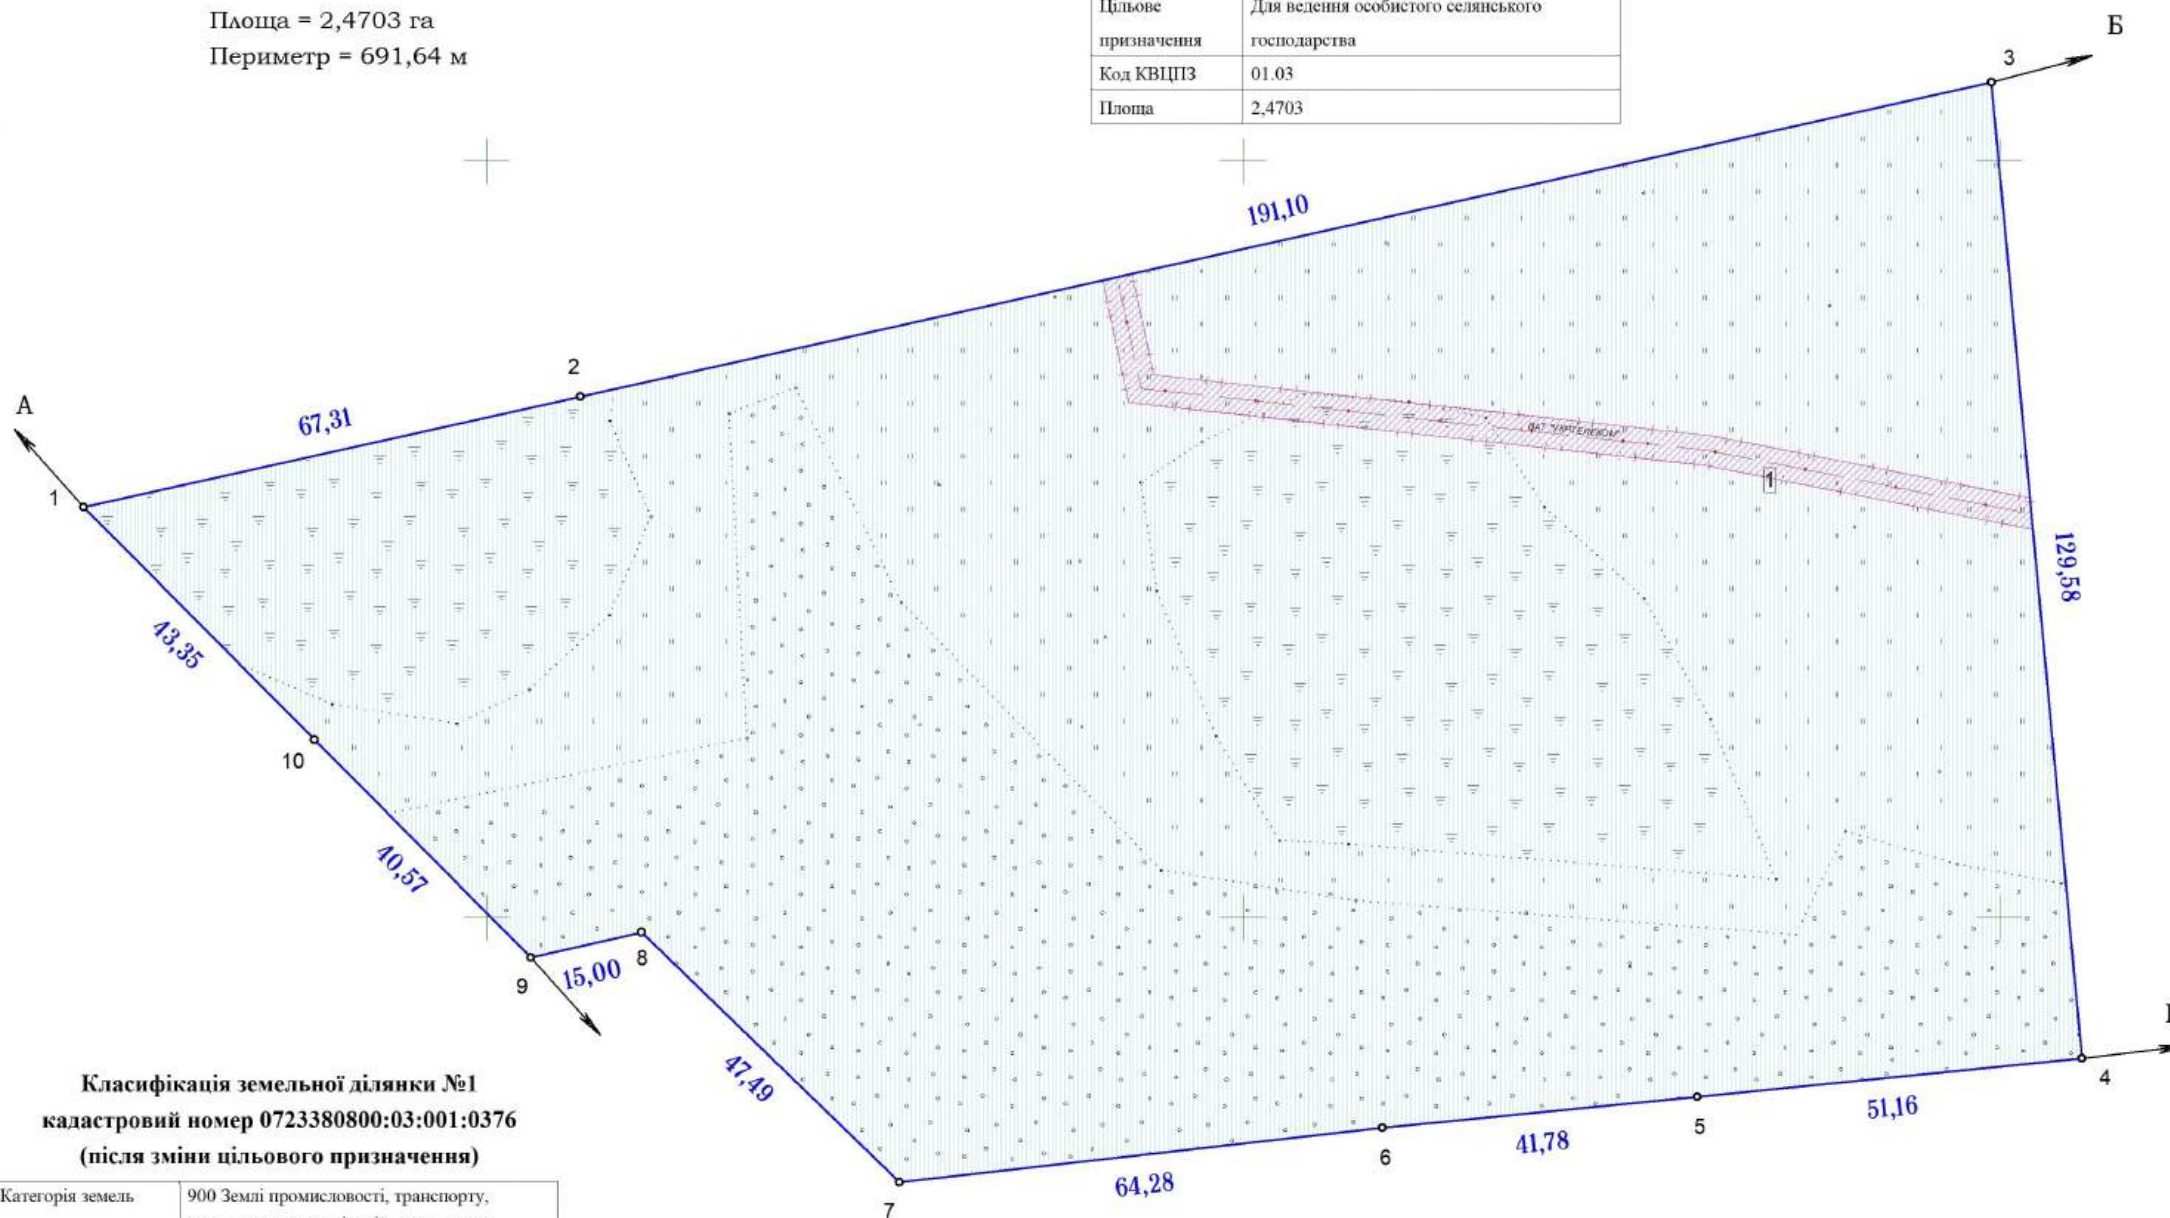 Площа = 2,4703 га
Периметр = 691,64 м
Цільове Для ведення особистого селянського
призначення господарства
Код КВЦПЗ 01.03
Площа 2,4703
Б
3
191,10
2
А
67,31
1
ВАТ "УКРТЕЛЕКОМ"
1
129,58
43,35
10
40,57
9
15,00
8
47,49
4
51,16
5
41,78
6
64,28
7
Класифікація земельної ділянки №1
кадастровий номер 0723380800:03:001:0376
(після зміни цільового призначення)
Категорія земель 900 Землі промисловості, транспорту,